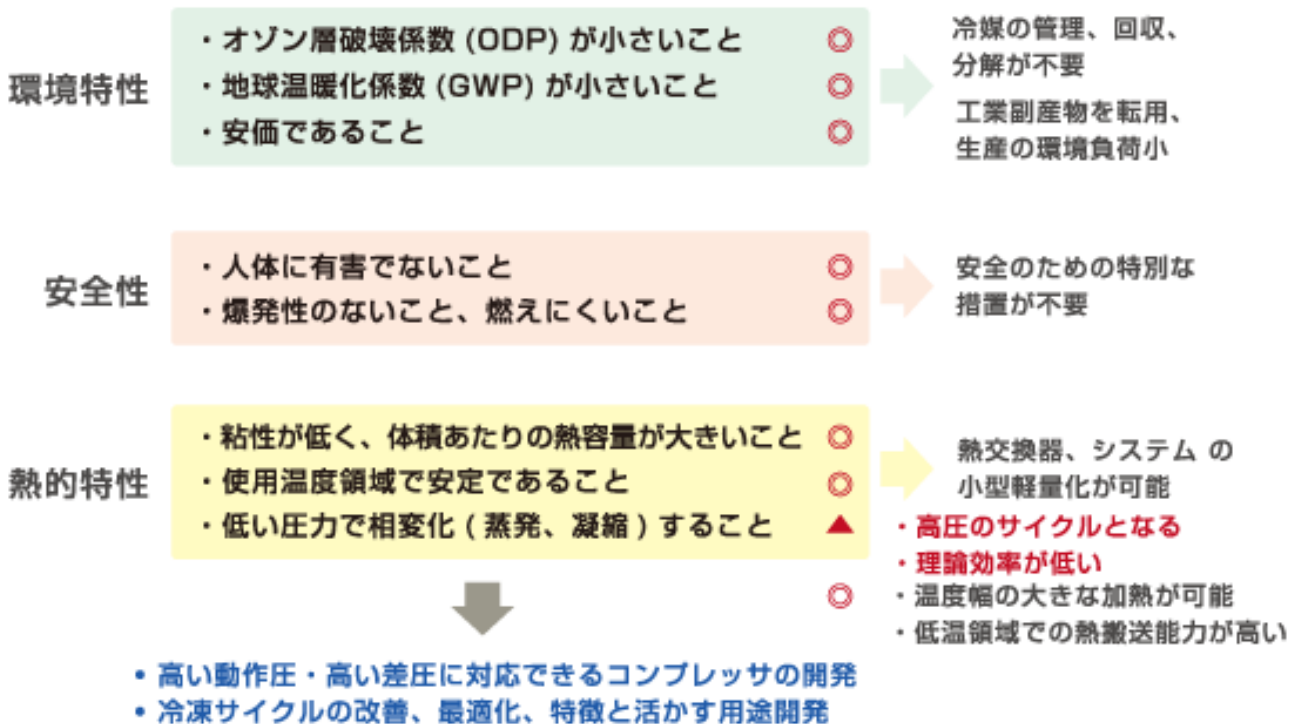 環境特性
・オゾン層破壊係数 (ODP) が小さいこと ◎
・地球温暖化係数 (GWP) が小さいこと ◎
・安価であること ◎
冷媒の管理、回収、
分解が不要
工業副産物を転用、
生産の環境負荷小
安全性
・人体に有害でないこと ◎
・爆発性のないこと、燃えにくいこと ◎
安全のための特別な
措置が不要
熱的特性
・粘性が低く、体積あたりの熱容量が大きいこと ◎
・使用温度領域で安定であること ◎
・低い圧力で相変化 ( 蒸発、凝縮 ) すること ▲
熱交換器、システム の
小型軽量化が可能
・高圧のサイクルとなる
・理論効率が低い
◎ ・温度幅の大きな加熱が可能
・低温領域での熱搬送能力が高い
• 高い動作圧・高い差圧に対応できるコンプレッサの開発
• 冷凍サイクルの改善、最適化、特徴と活かす用途開発